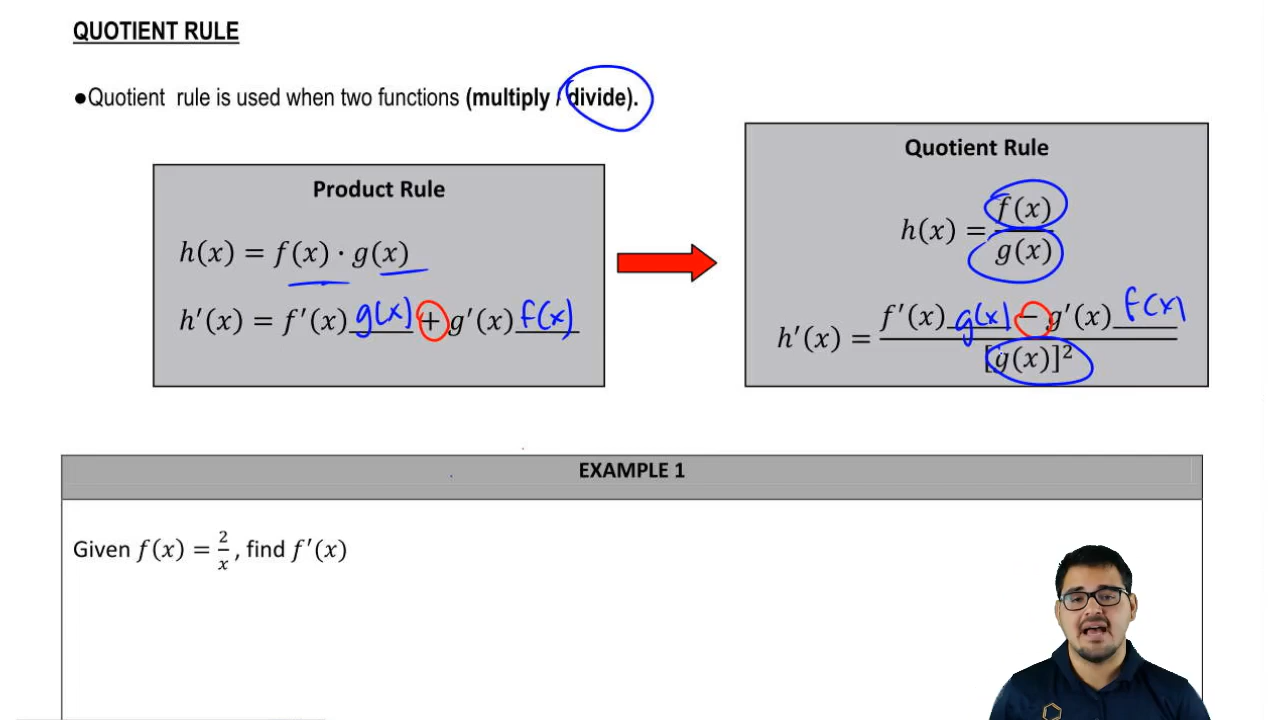 QUOTIENT RULE
●Quotient rule is used when two functions (multiply / divide).
Product Rule
h(x) = f(x) · g(x)
h′(x) = f′(x) g(x) + g′(x) f(x)
Quotient Rule
h(x) = f(x)/g(x)
h′(x) = f′(x) g(x) − g′(x) f(x)
[g(x)]²
EXAMPLE 1
Given f(x) = 2/x, find f′(x)